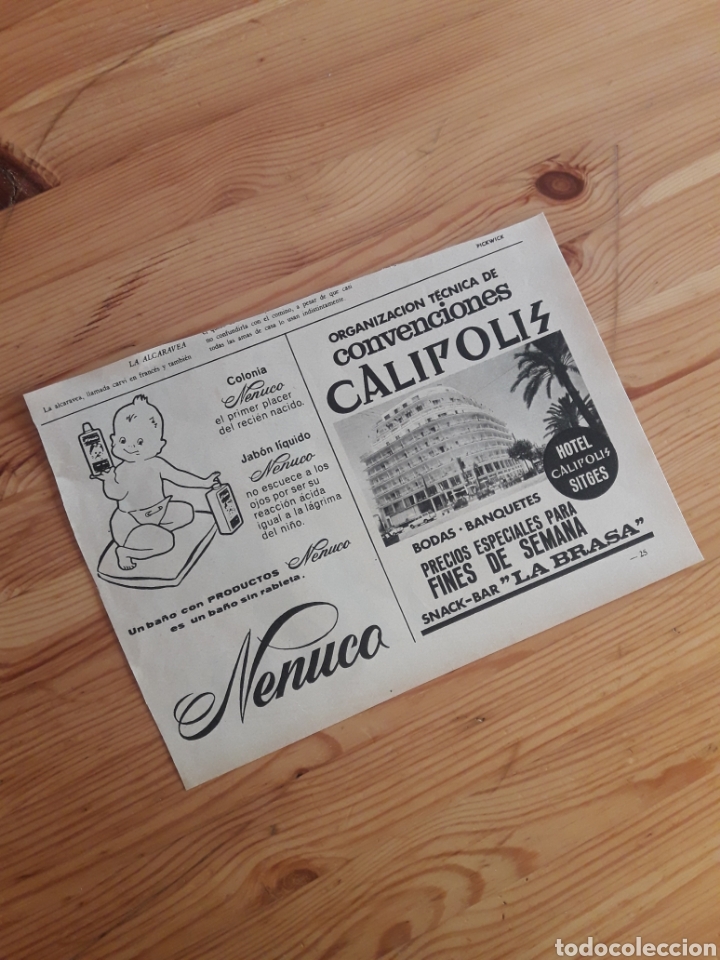 PICKWICK
LA ALCARAVEA
La alcaravea, llamada carvi en francés y también
no confundirla con el comino, a pesar de que casi
todas las amas de casa lo usan indistintamente.
Colonia
Nenuco
el primer placer
del recién nacido.
Jabón líquido
Nenuco
no escuece a los
ojos por ser su
reacción ácida
igual a la lágrima
del niño.
Un baño con PRODUCTOS Nenuco
es un baño sin rabieta.
Nenuco
ORGANIZACION TÉCNICA DE
convenciones
CALIPOLIS
HOTEL
CALIPOLIS
SITGES
BODAS - BANQUETES
PRECIOS ESPECIALES PARA
FINES DE SEMANA
SNACK-BAR "LA BRASA"
— 25
todocoleccion